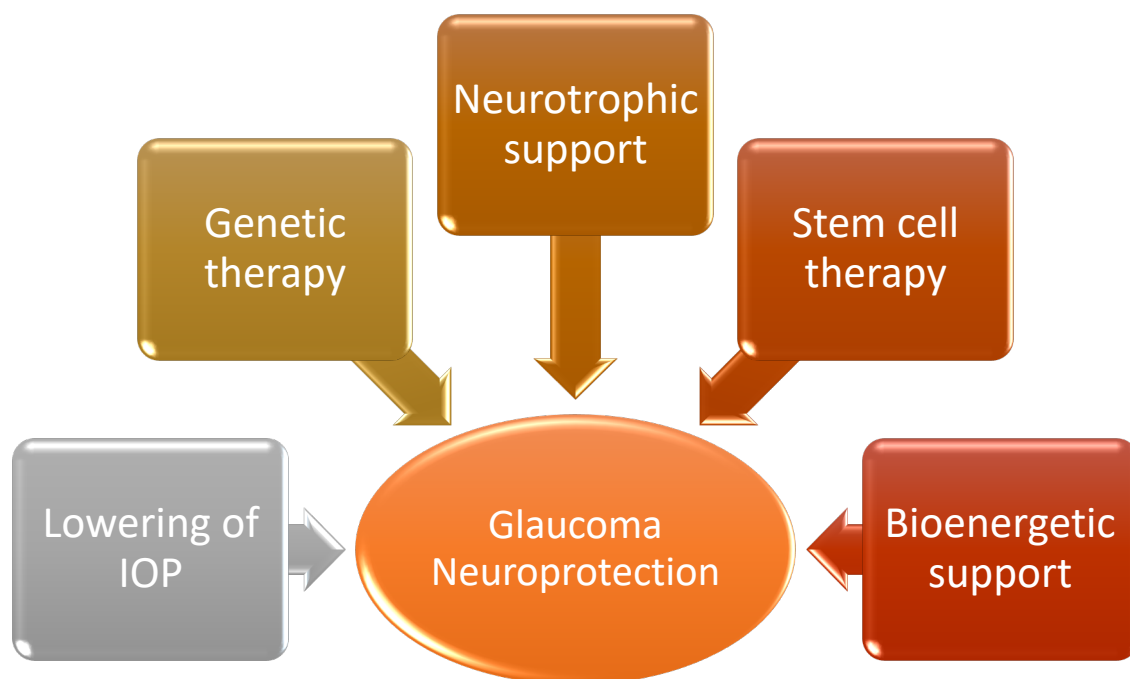 Neurotrophic
support
Genetic
therapy
Stem cell
therapy
Lowering of
IOP
Glaucoma
Neuroprotection
Bioenergetic
support